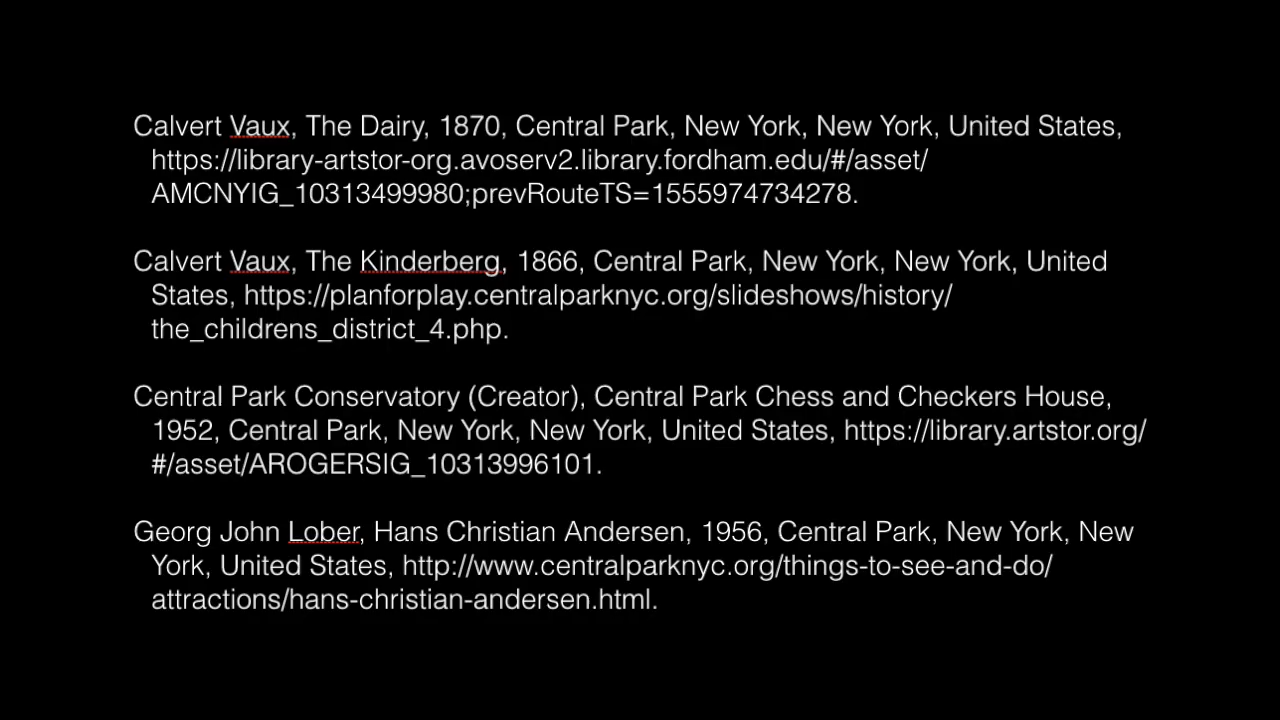 Calvert Vaux, The Dairy, 1870, Central Park, New York, New York, United States,
https://library-artstor-org.avoserv2.library.fordham.edu/#/asset/
AMCNYIG_10313499980;prevRouteTS=1555974734278.
Calvert Vaux, The Kinderberg, 1866, Central Park, New York, New York, United
States, https://planforplay.centralparknyc.org/slideshows/history/
the_childrens_district_4.php.
Central Park Conservatory (Creator), Central Park Chess and Checkers House,
1952, Central Park, New York, New York, United States, https://library.artstor.org/
#/asset/AROGERSIG_10313996101.
Georg John Lober, Hans Christian Andersen, 1956, Central Park, New York, New
York, United States, http://www.centralparknyc.org/things-to-see-and-do/
attractions/hans-christian-andersen.html.